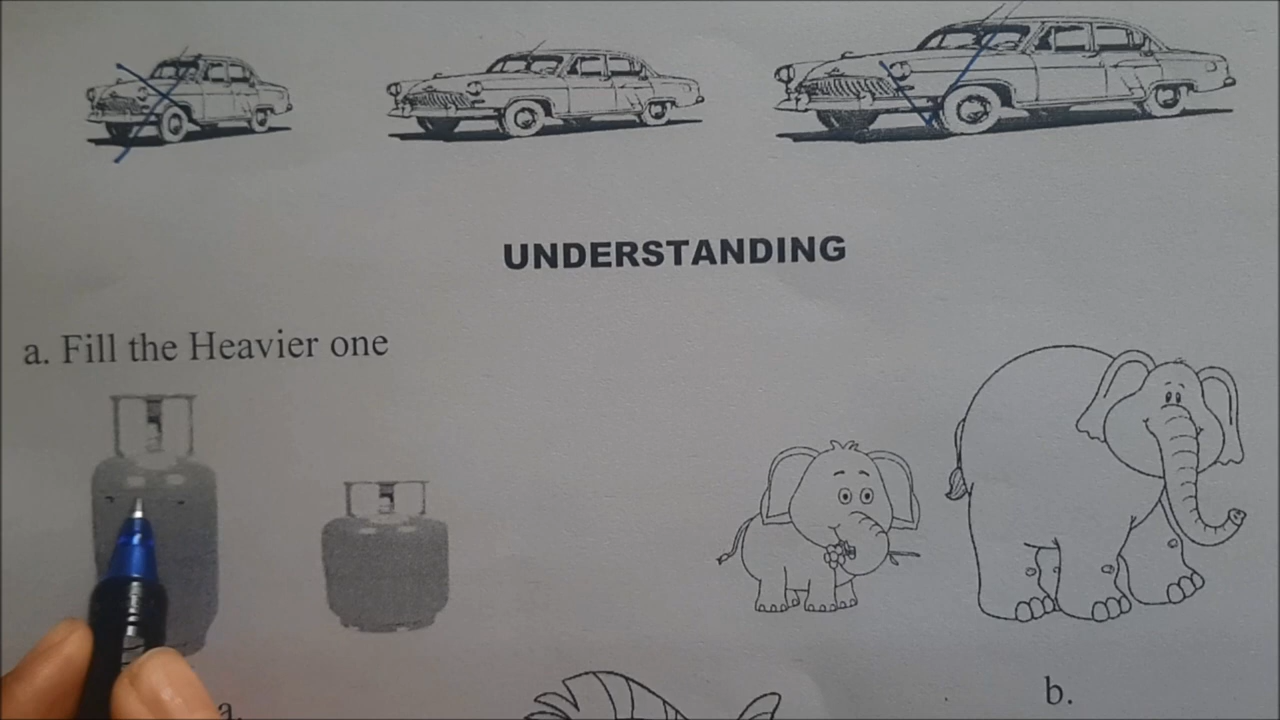 UNDERSTANDING
a. Fill the Heavier one
a.
b.